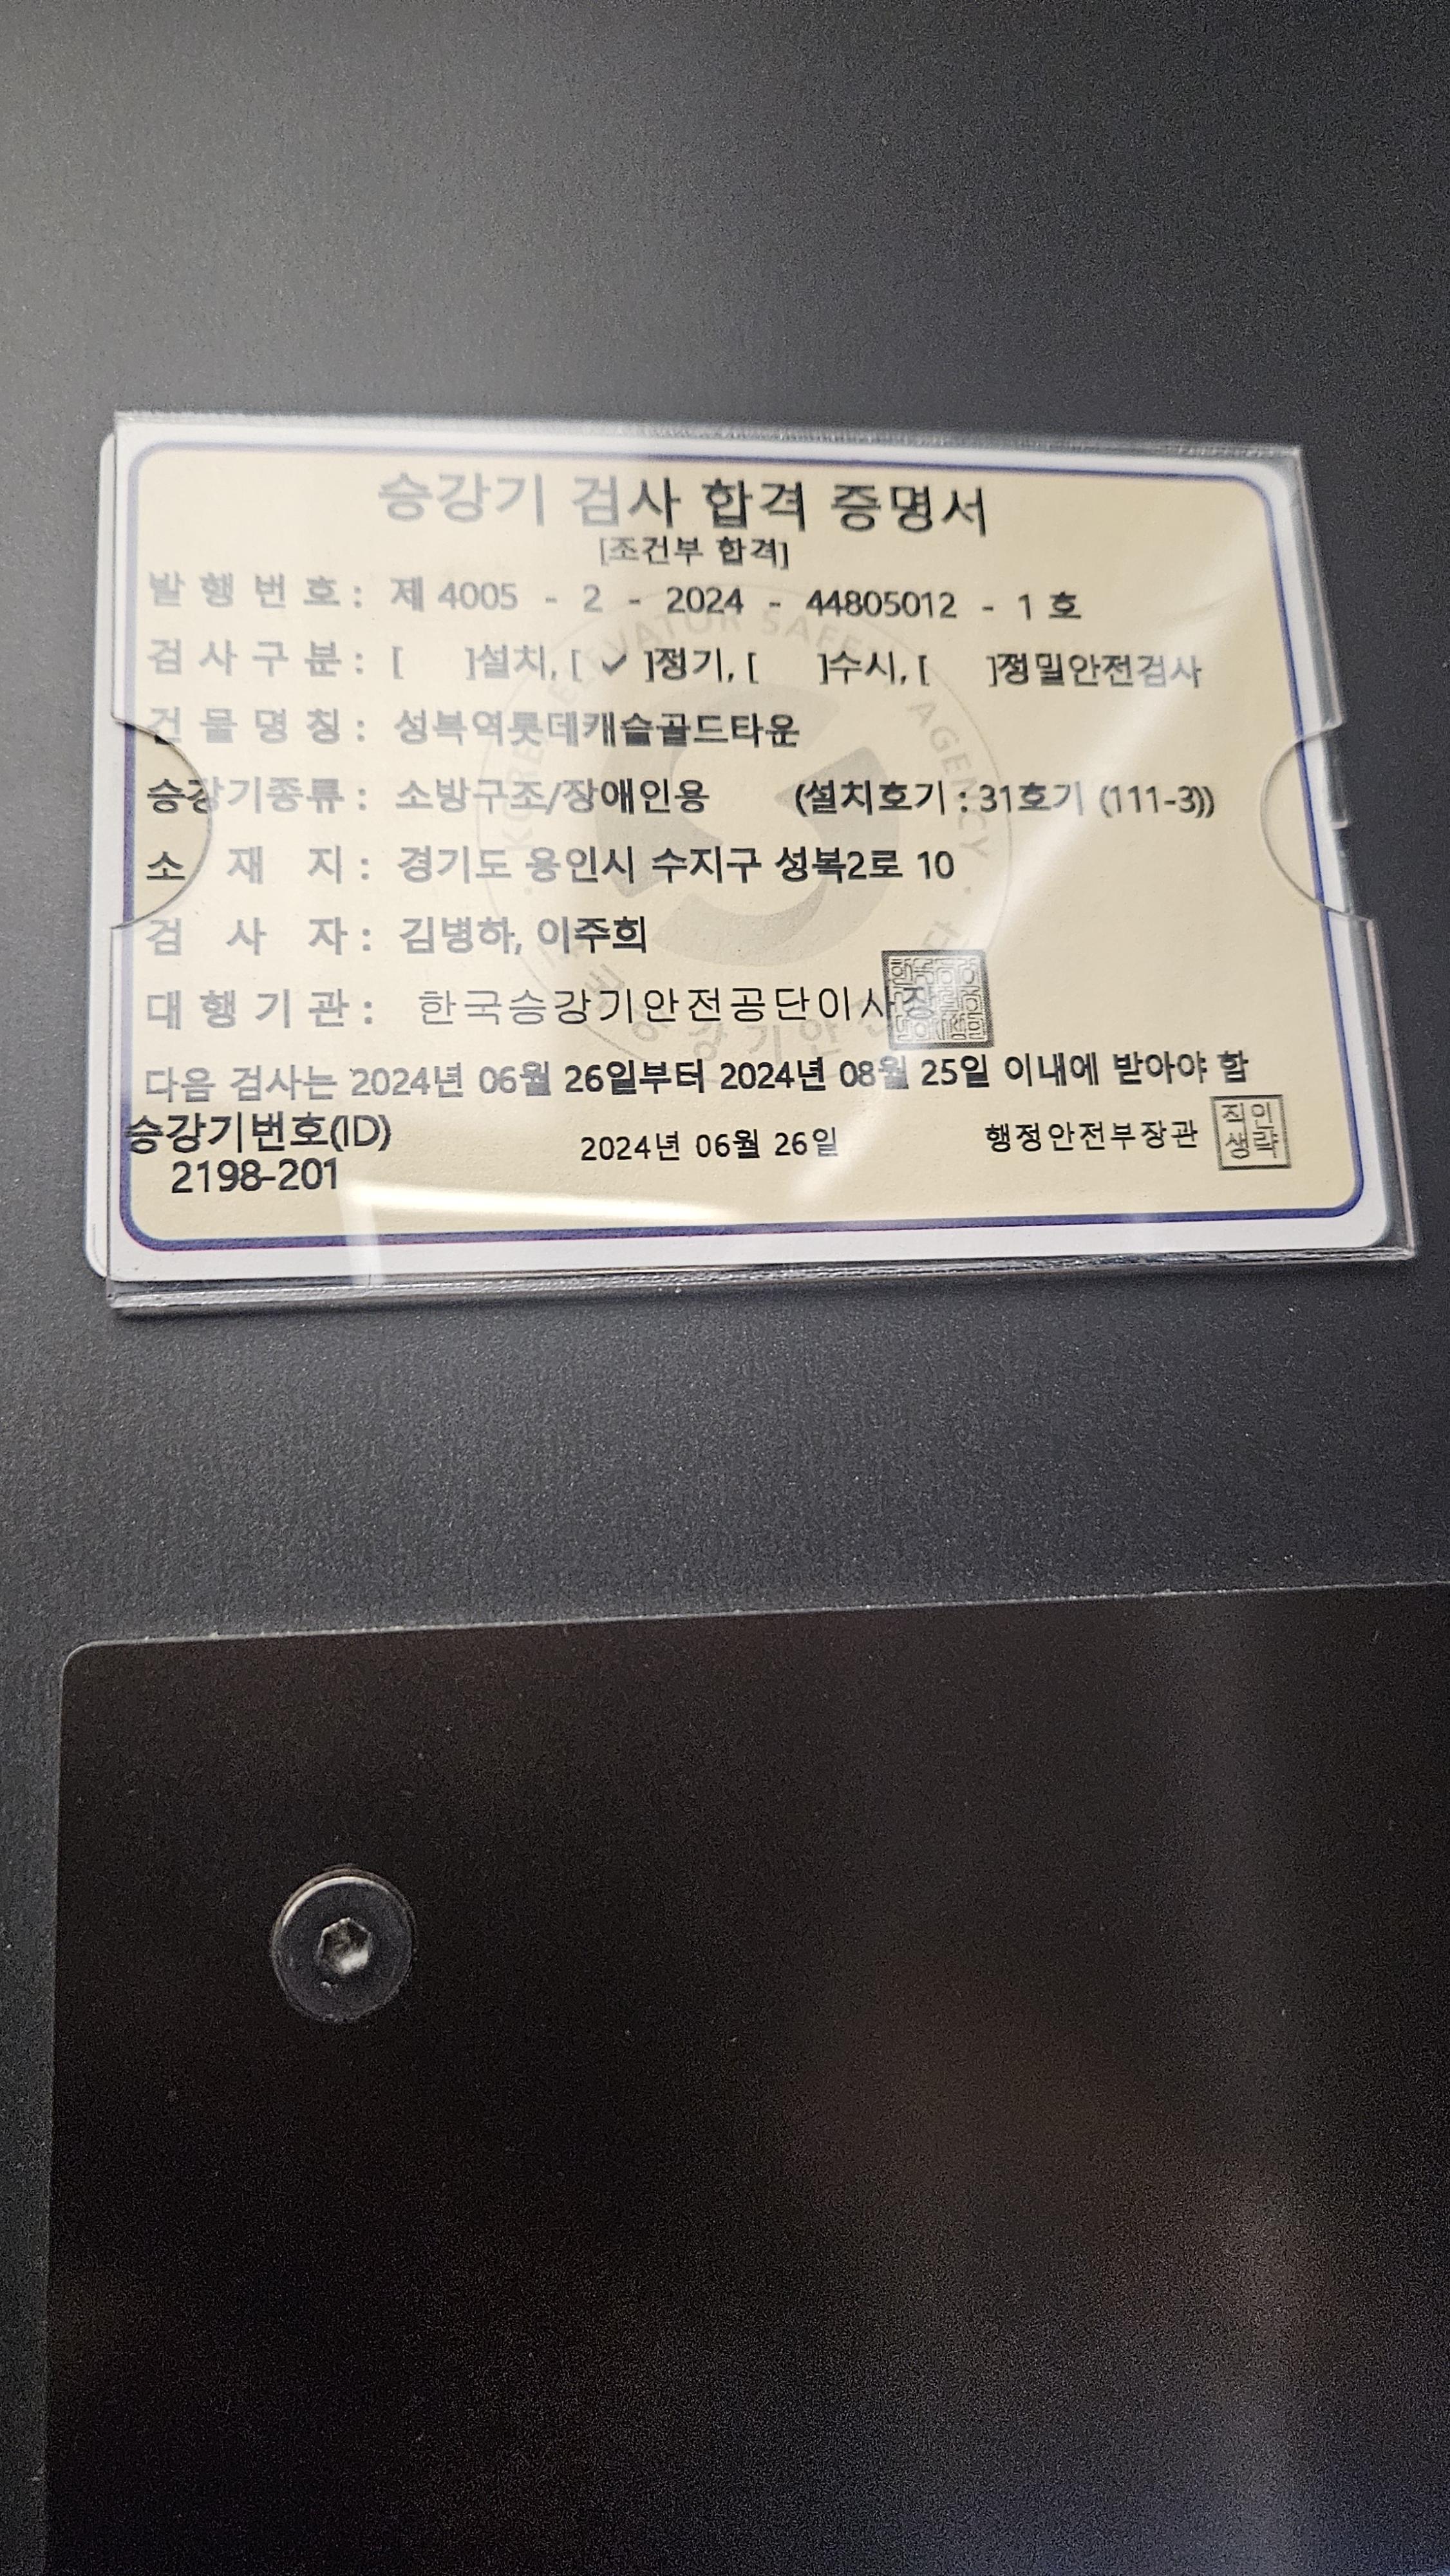 승강기 검사 합격 증명서
[조건부 합격]
발 행 번 호 : 제 4005 - 2 - 2024 - 44805012 - 1 호
검 사 구 분 : [ ]설치, [ ✓ ]정기, [ ]수시, [ ]정밀안전검사
건 물 명 칭 : 성복역롯데캐슬골드타운
승강기종류 : 소방구조/장애인용 (설치호기 : 31호기 (111-3))
소 재 지 : 경기도 용인시 수지구 성복2로 10
검 사 자 : 김병하, 이주희
대 행 기 관 : 한국승강기안전공단이사장
다음 검사는 2024년 06월 26일부터 2024년 08월 25일 이내에 받아야 함
승강기번호(ID)
2198-201
2024년 06월 26일
행정안전부장관 직인생략